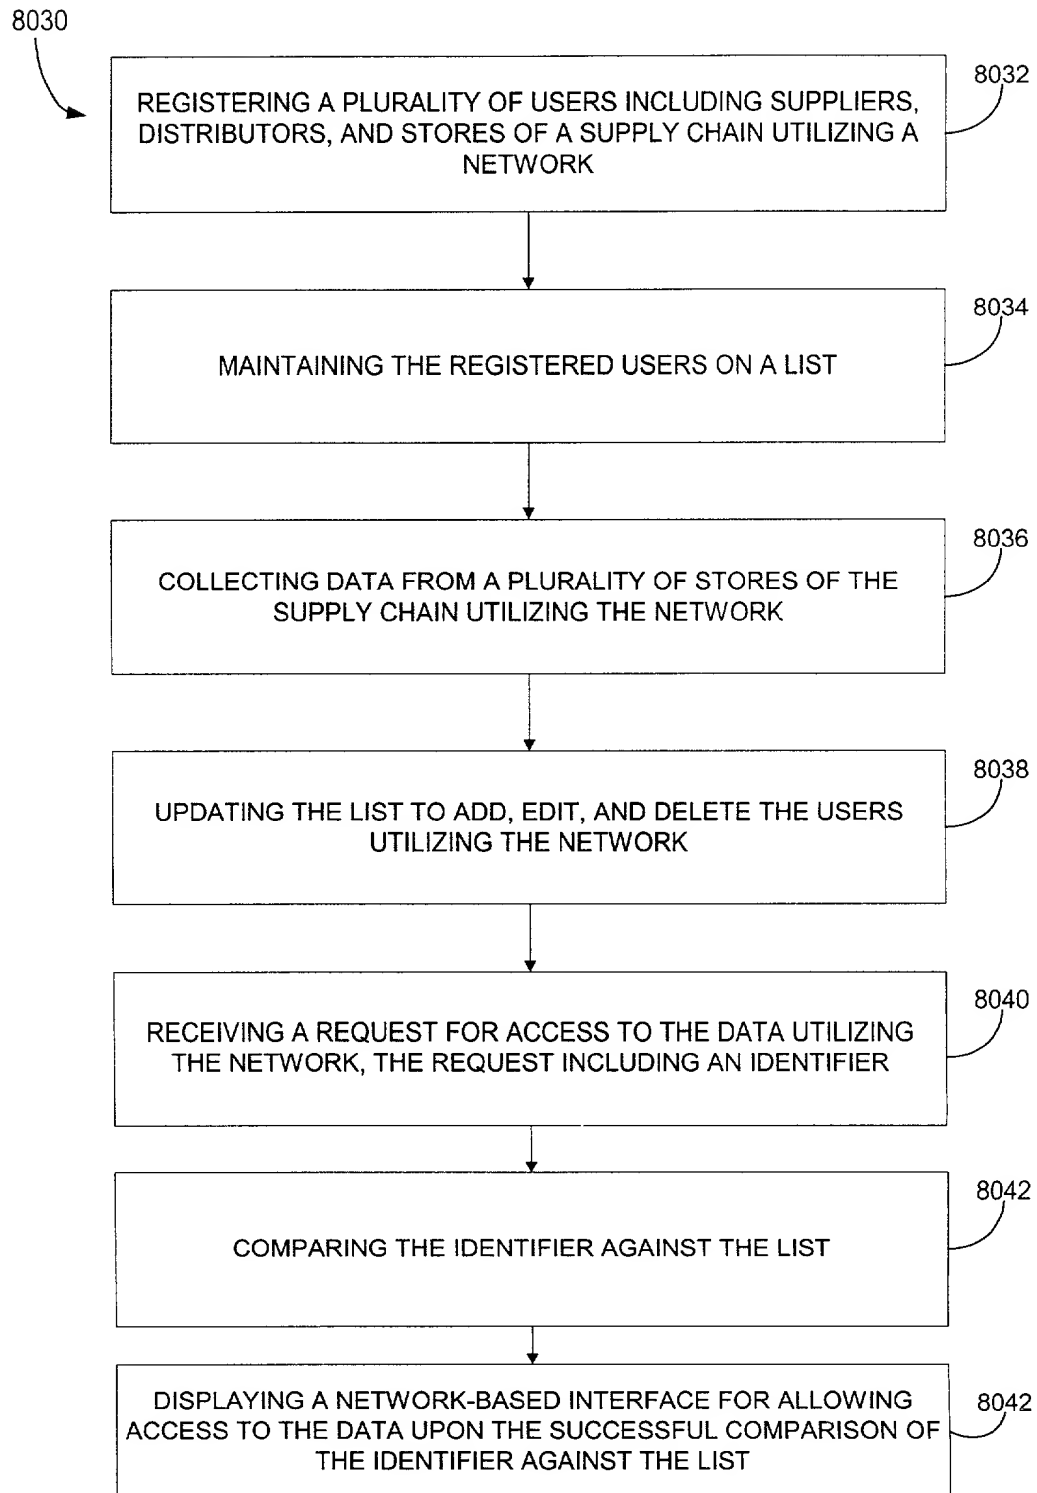 8030
8032
REGISTERING A PLURALITY OF USERS INCLUDING SUPPLIERS,
DISTRIBUTORS, AND STORES OF A SUPPLY CHAIN UTILIZING A
NETWORK
8034
MAINTAINING THE REGISTERED USERS ON A LIST
8036
COLLECTING DATA FROM A PLURALITY OF STORES OF THE
SUPPLY CHAIN UTILIZING THE NETWORK
8038
UPDATING THE LIST TO ADD, EDIT, AND DELETE THE USERS
UTILIZING THE NETWORK
8040
RECEIVING A REQUEST FOR ACCESS TO THE DATA UTILIZING
THE NETWORK, THE REQUEST INCLUDING AN IDENTIFIER
8042
COMPARING THE IDENTIFIER AGAINST THE LIST
8042
DISPLAYING A NETWORK-BASED INTERFACE FOR ALLOWING
ACCESS TO THE DATA UPON THE SUCCESSFUL COMPARISON OF
THE IDENTIFIER AGAINST THE LIST